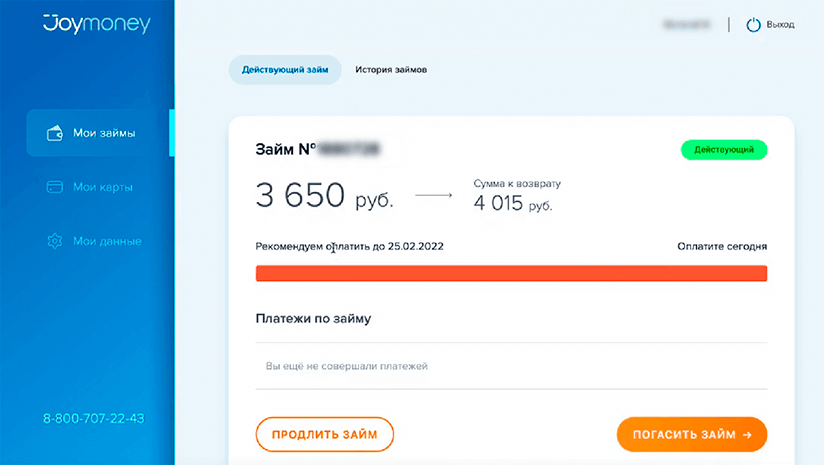 Joymoney
Выход
Действующий займ
История займов
Мои займы
Мои карты
Мои данные
8-800-707-22-43
Займ №
Действующий
3 650 руб.
Сумма к возврату
4 015 руб.
Рекомендуем оплатить до 25.02.2022
Оплатите сегодня
Платежи по займу
Вы ещё не совершали платежей
ПРОДЛИТЬ ЗАЙМ
ПОГАСИТЬ ЗАЙМ →